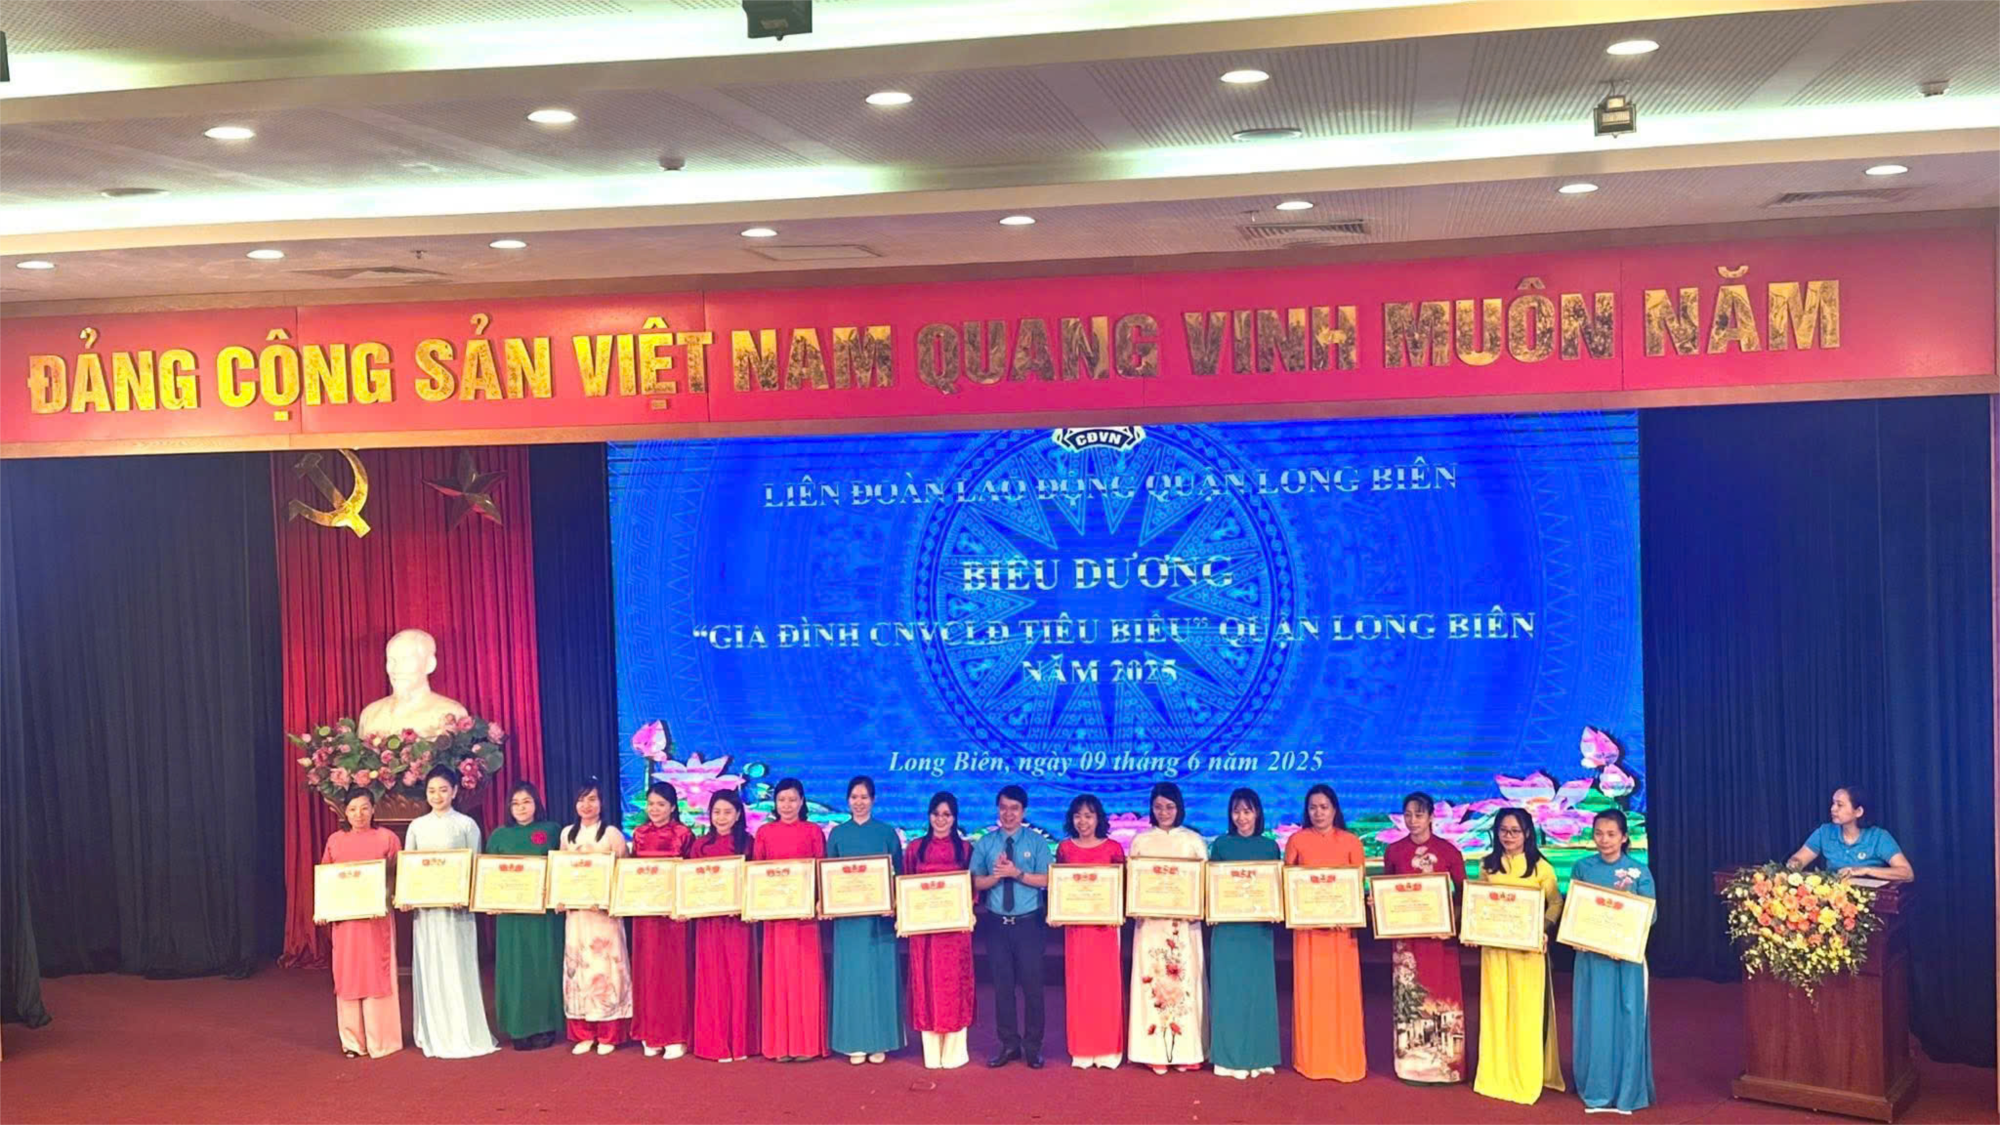 ĐẢNG CỘNG SẢN VIỆT NAM QUANG VINH MUÔN NĂM
CĐVN
LIÊN ĐOÀN LAO ĐỘNG QUẬN LONG BIÊN
BIỂU DƯƠNG
“GIA ĐÌNH CNVCLĐ TIÊU BIỂU” QUẬN LONG BIÊN
NĂM 2025
Long Biên, ngày 09 tháng 6 năm 2025